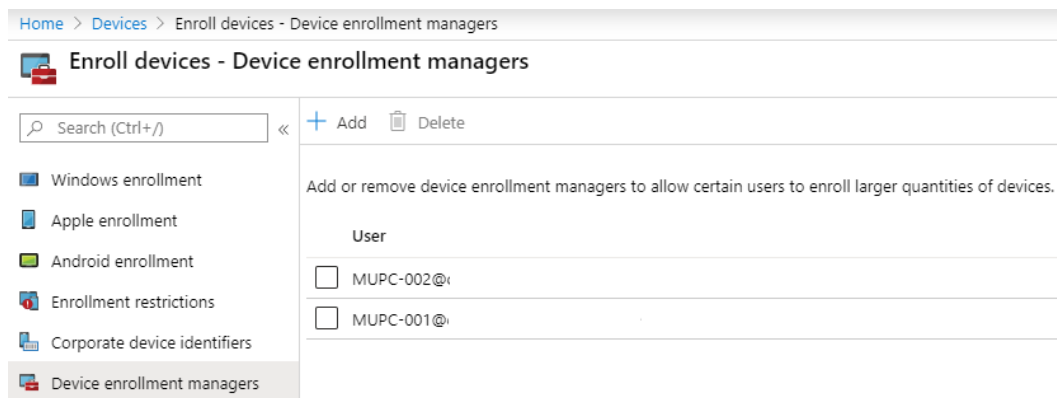 Home > Devices > Enroll devices - Device enrollment managers
Enroll devices - Device enrollment managers
Search (Ctrl+/)
«
+ Add
Delete
Windows enrollment
Apple enrollment
Android enrollment
Enrollment restrictions
Corporate device identifiers
Device enrollment managers
Add or remove device enrollment managers to allow certain users to enroll larger quantities of devices.
User
MUPC-002@
MUPC-001@